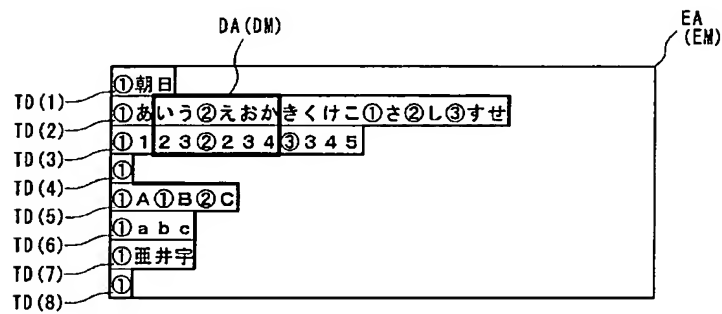 DA(DM)
EA
(EM)
TD(1) ①朝日
TD(2) ①あいう②えおかきくけこ①さ②し③すせ
TD(3) ①123②234③345
TD(4) ①
TD(5) ①A①B②C
TD(6) ①abc
TD(7) ①亜井宇
TD(8) ①